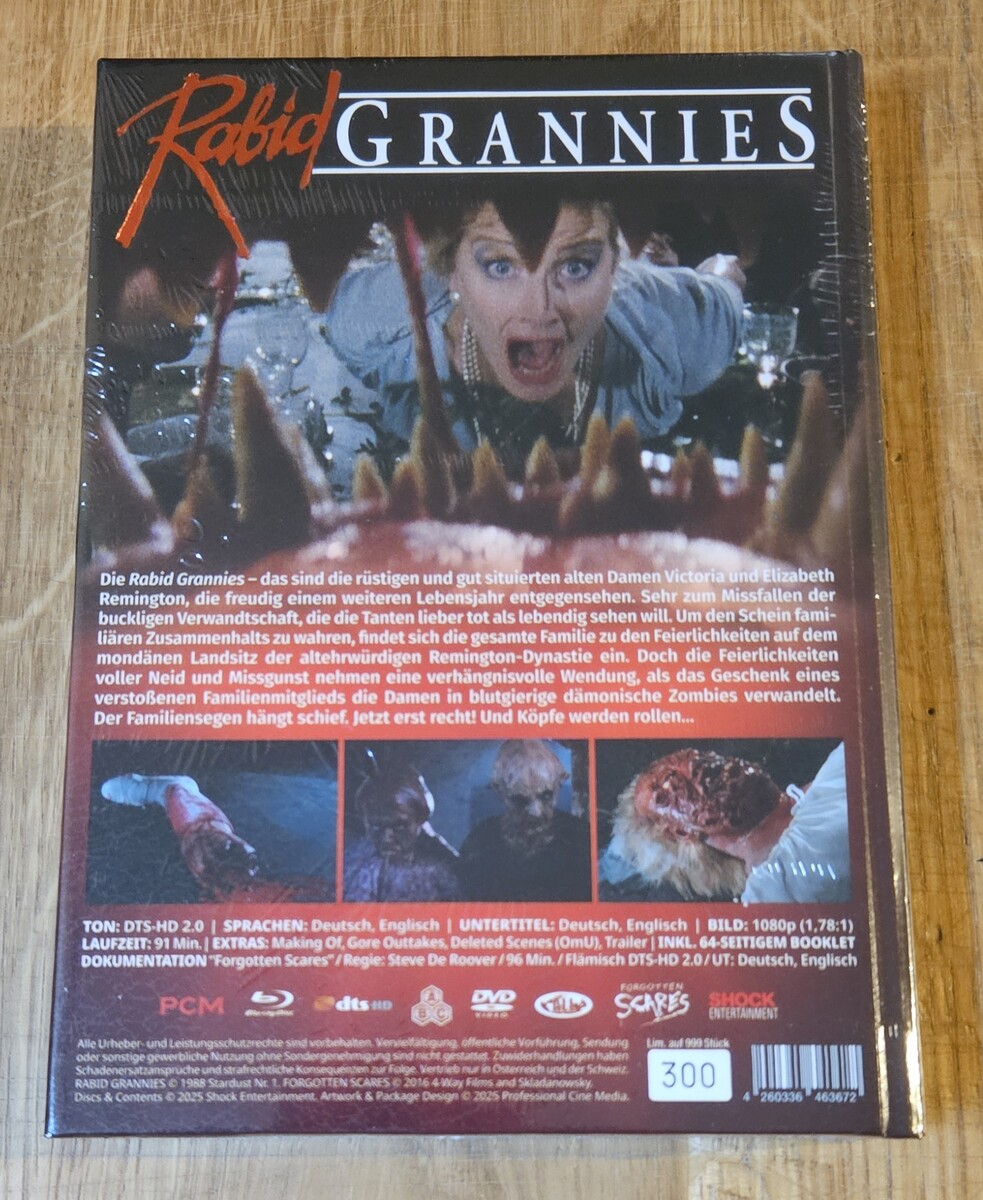 Rabid GRANNIES
Die Rabid Grannies – das sind die rüstigen und gut situierten alten Damen Victoria und Elizabeth
Remington, die freudig einem weiteren Lebensjahr entgegensehen. Sehr zum Missfallen der
buckligen Verwandtschaft, die die Tanten lieber tot als lebendig sehen will. Um den Schein fami-
liären Zusammenhalts zu wahren, findet sich die gesamte Familie zu den Feierlichkeiten auf dem
mondänen Landsitz der altehrwürdigen Remington-Dynastie ein. Doch die Feierlichkeiten
voller Neid und Missgunst nehmen eine verhängnisvolle Wendung, als das Geschenk eines
verstoßenen Familienmitglieds die Damen in blutgierige dämonische Zombies verwandelt.
Der Familiensegen hängt schief. Jetzt erst recht! Und Köpfe werden rollen...
TON: DTS-HD 2.0 | SPRACHEN: Deutsch, Englisch | UNTERTITEL: Deutsch, Englisch | BILD: 1080p (1,78:1)
LAUFZEIT: 91 Min. | EXTRAS: Making Of, Gore Outtakes, Deleted Scenes (OmU), Trailer | INKL. 64-SEITIGEM BOOKLET
DOKUMENTATION "Forgotten Scares" / Regie: Steve De Roover / 96 Min. / Flämisch DTS-HD 2.0 / UT: Deutsch, Englisch
PCM Blu-ray Disc dts-HD ABC DVD VIDEO FORGOTTEN SCARES SHOCK ENTERTAINMENT
Alle Urheber- und Leistungsschutzrechte sind vorbehalten. Vervielfältigung, öffentliche Vorführung, Sendung
oder sonstige gewerbliche Nutzung ohne Sondergenehmigung sind nicht gestattet. Zuwiderhandlungen haben
Schadenersatzansprüche und strafrechtliche Konsequenzen zur Folge. Vertrieb nur in Österreich und der Schweiz.
RABID GRANNIES © 1988 Stardust Nr. 1. FORGOTTEN SCARES © 2016 4-Way Films and Skladanowsky.
Discs & Contents © 2025 Shock Entertainment. Artwork & Package Design © 2025 Professional Cine Media.
Lim. auf 999 Stück
300
4 260336 463672